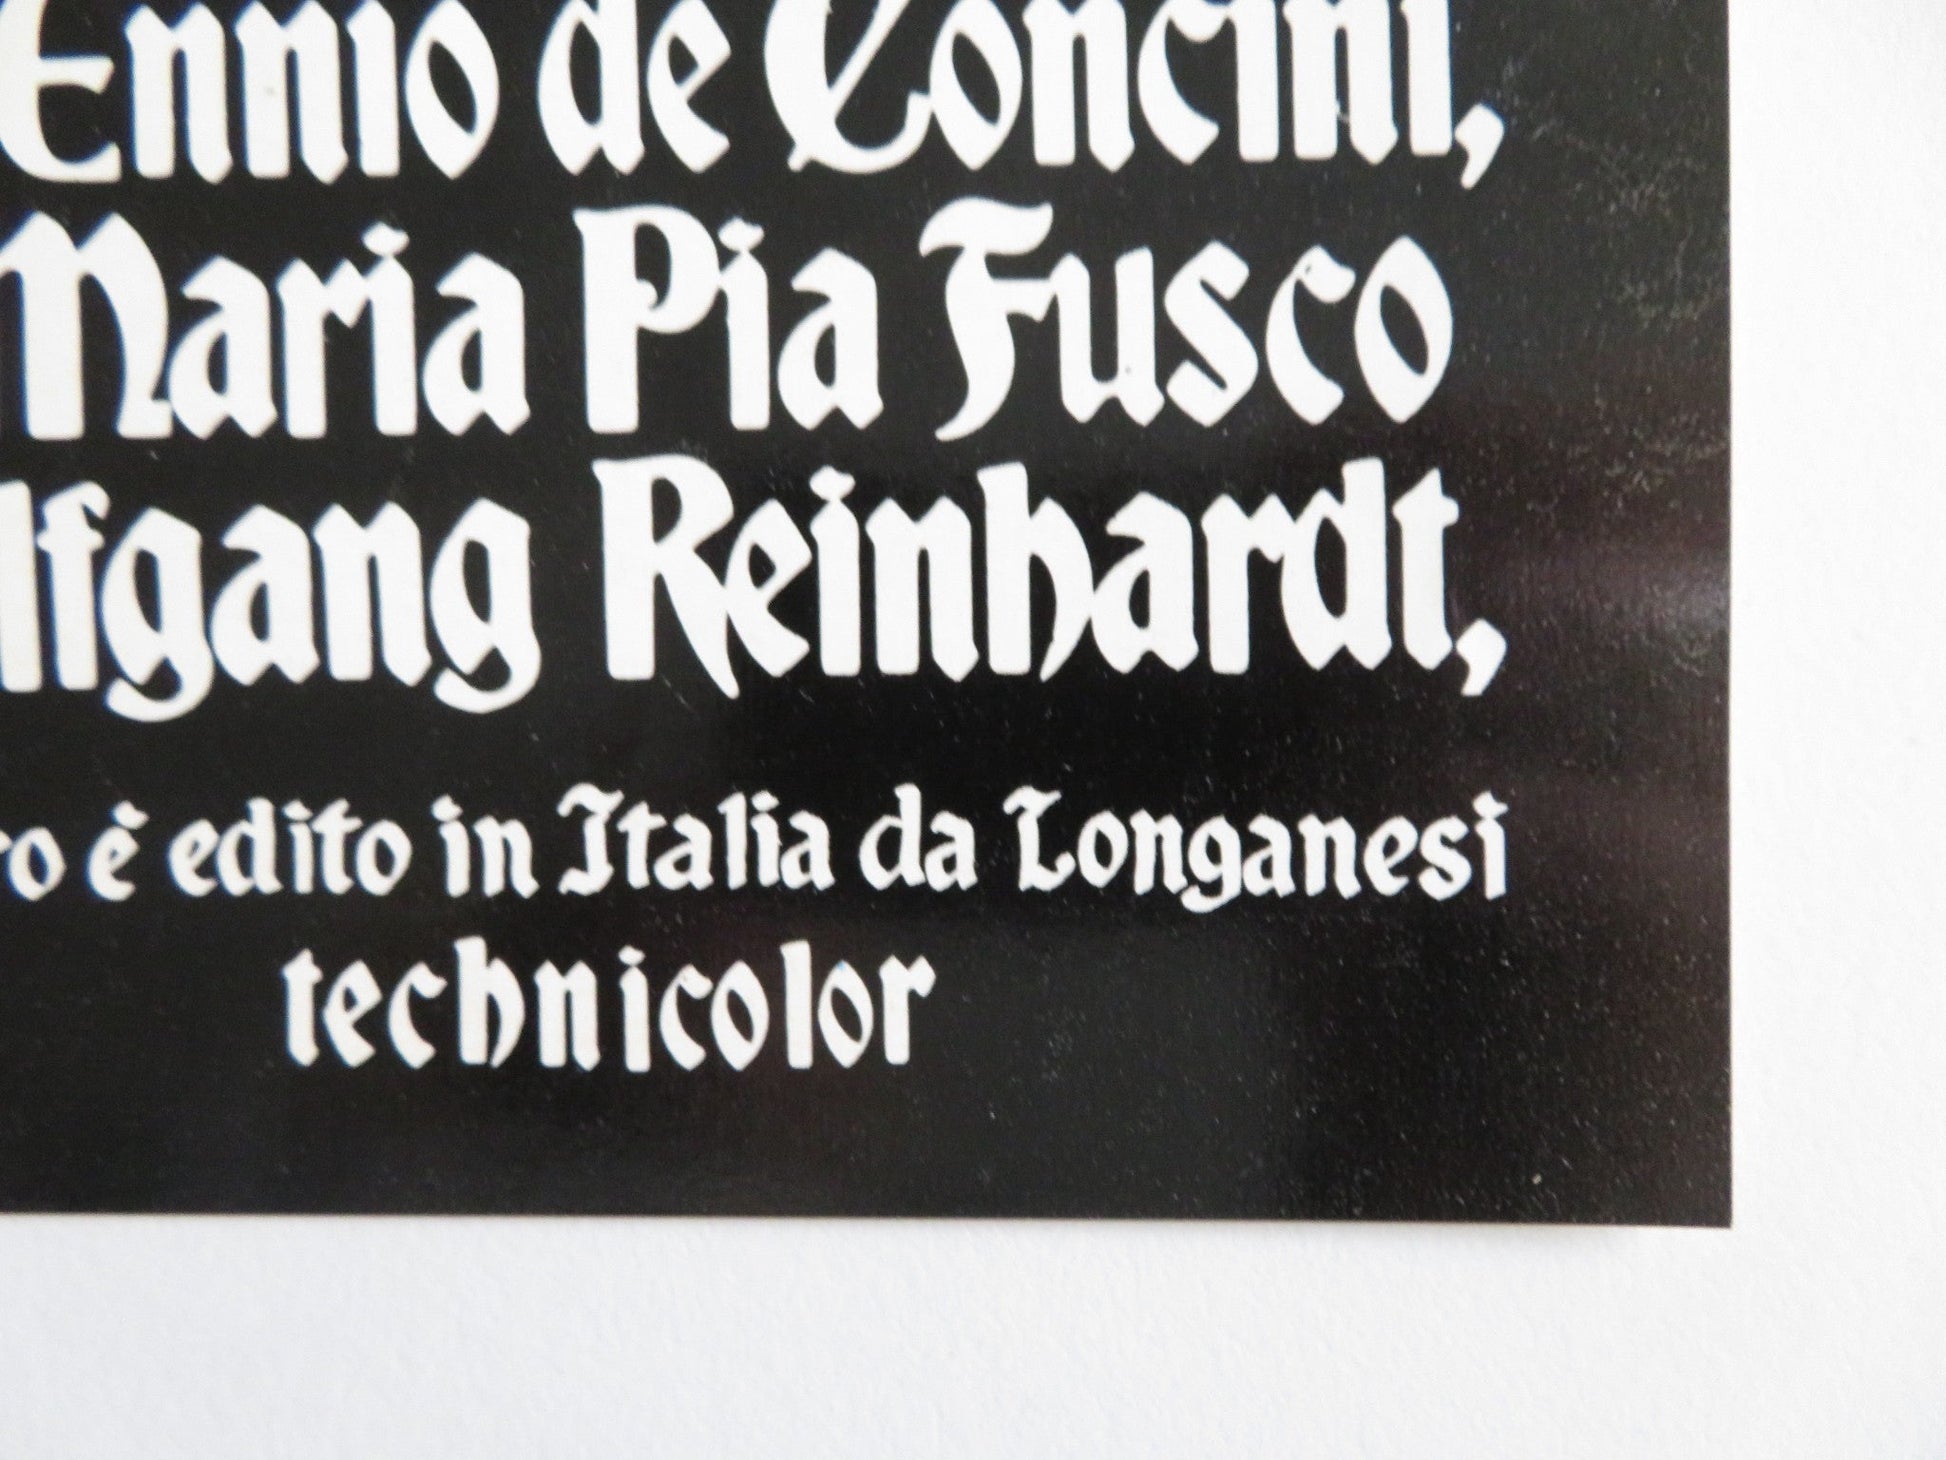 Ennio de Concini,
Maria Pia Fusco
lfgang Reinhardt,
ro è edito in Italia da Longanesi
technicolor